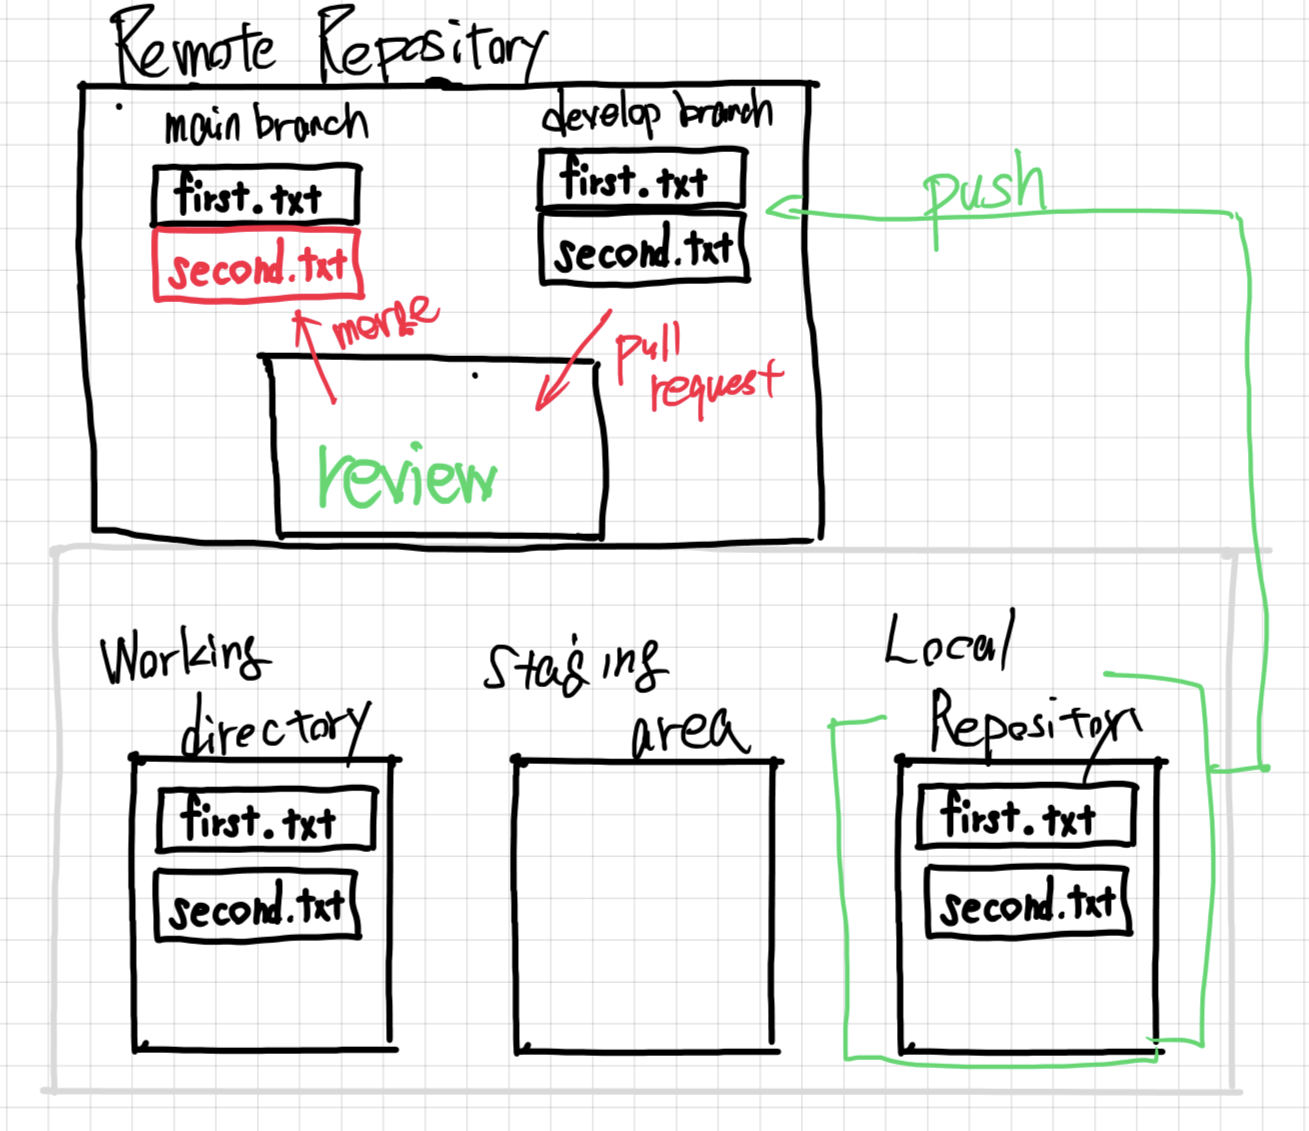 Remote Repository
main branch
first.txt
second.txt
develop branch
first.txt
second.txt
push
merge
pull
request
review
Working
directory
first.txt
second.txt
Staging
area
Local
Repository
first.txt
second.txt